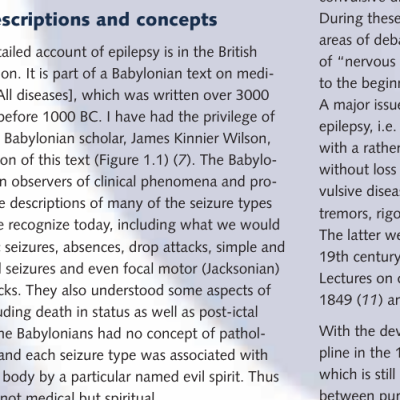 escriptions and concepts
tailed account of epilepsy is in the British
on. It is part of a Babylonian text on medi-
All diseases], which was written over 3000
before 1000 BC. I have had the privilege of
Babylonian scholar, James Kinnier Wilson,
on of this text (Figure 1.1) (7). The Babylo-
n observers of clinical phenomena and pro-
e descriptions of many of the seizure types
e recognize today, including what we would
seizures, absences, drop attacks, simple and
l seizures and even focal motor (Jacksonian)
cks. They also understood some aspects of
uding death in status as well as post-ictal
he Babylonians had no concept of pathol-
and each seizure type was associated with
body by a particular named evil spirit. Thus
not medical but spiritual.
During these
areas of deba
of “nervous
to the beginn
A major issue
epilepsy, i.e.
with a rather
without loss
vulsive disea
tremors, rigo
The latter we
19th century
Lectures on
1849 (11) an
With the dev
pline in the 1
which is still
between pur